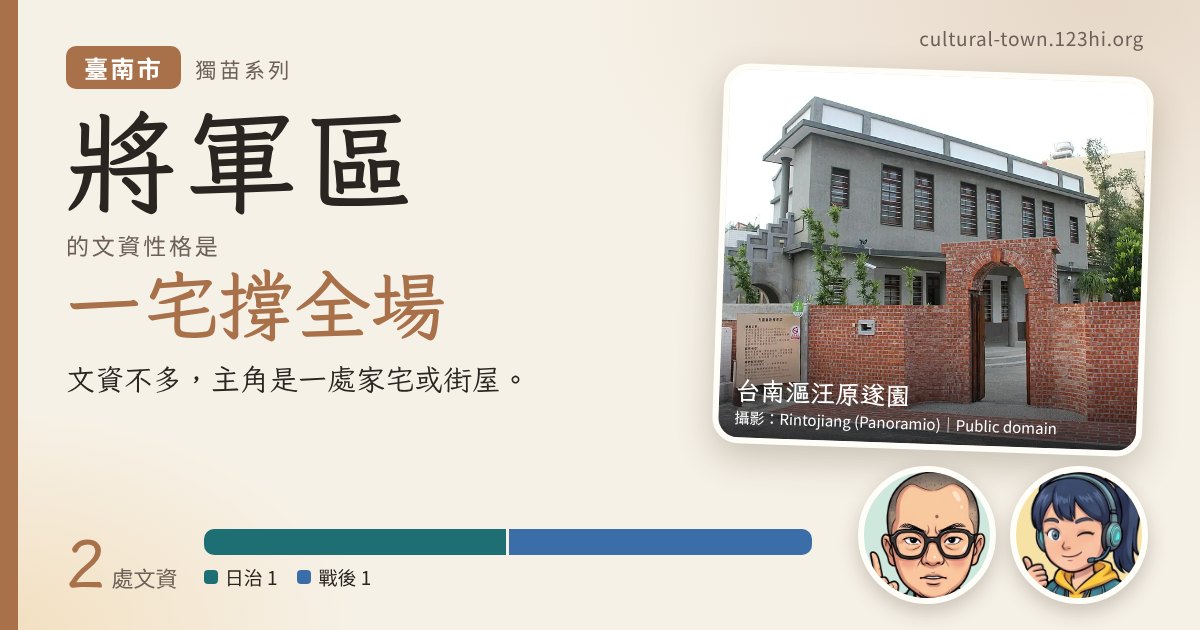 臺南市 獨苗系列
cultural-town.123hi.org
將軍區
的文資性格是
一宅撐全場
文資不多，主角是一處家宅或街屋。
台南漚汪原遂園
攝影：Rintojiang (Panoramio)｜Public domain
2 處文資
日治 1 戰後 1